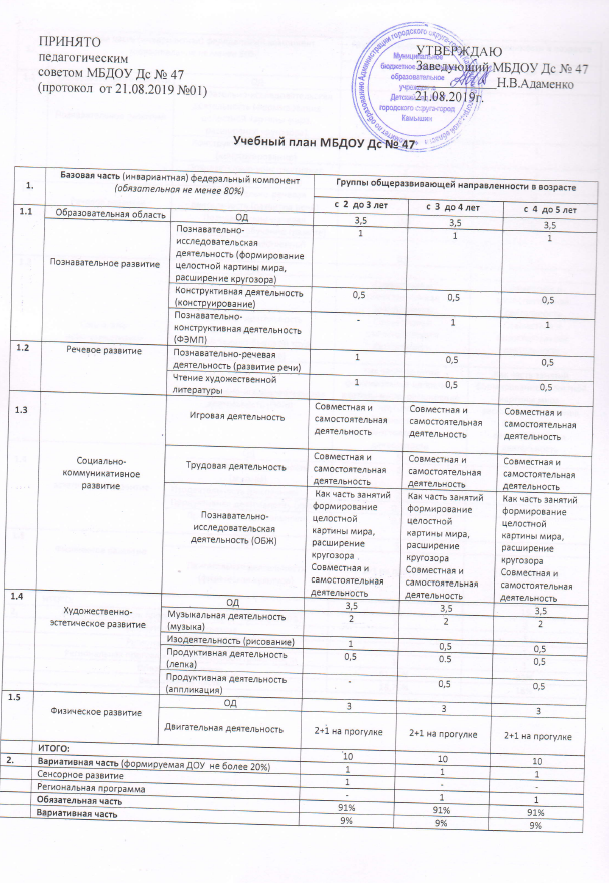 ПРИНЯТО
педагогическим
советом МБДОУ Дс № 47
(протокол от 21.08.2019 №01)
УТВЕРЖДАЮ
Заведующий МБДОУ Дс № 47
Н.В.Адаменко
21.08.2019г.
Муниципальное
бюджетное
образовательное
Детский
городского округа-город
Камышин
Учебный план МБДОУ Дс № 47
1. Базовая часть (инвариантная) федеральный компонент Группы общеразвивающей направленности в возрасте
(обязательная не менее 80%)
с 2 до 3 лет с 3 до 4 лет с 4 до 5 лет
1.1 Образовательная область ОД 3,5 3,5 3,5
Познавательное развитие
Познавательно- 1 1 1
исследовательская
деятельность (формирование
целостной картины мира,
расширение кругозора)
Конструктивная деятельность 0,5 0,5 0,5
(конструирование)
Познавательно- - 1 1
конструктивная деятельность
(ФЭМП)
1.2 Речевое развитие Познавательно-речевая 1 0,5 0,5
деятельность (развитие речи)
Чтение художественной 1 0,5 0,5
литературы
1.3
Социально-
коммуникативное
развитие
Игровая деятельность
Совместная и Совместная и Совместная и
самостоятельная самостоятельная самостоятельная
деятельность деятельность деятельность
Трудовая деятельность
Совместная и Совместная и Совместная и
самостоятельная самостоятельная самостоятельная
деятельность деятельность деятельность
Познавательно-
исследовательская
деятельность (ОБЖ)
Как часть занятий Как часть занятий Как часть занятий
формирование формирование формирование
целостной целостной целостной
картины мира, картины мира, картины мира,
расширение расширение расширение
кругозора . кругозора кругозора
Совместная и Совместная и Совместная и
самостоятельная самостоятельная самостоятельная
деятельность деятельность деятельность
1.4 ОД 3,5 3,5 3,5
Художественно-
эстетическое развитие
Музыкальная деятельность 2 2 2
(музыка)
Изодеятельность (рисование) 1 0,5 0,5
Продуктивная деятельность 0,5 0.5 0,5
(лепка)
Продуктивная деятельность - 0,5 0,5
(аппликация)
1.5 Физическое развитие ОД 3 3 3
Двигательная деятельность 2+1 на прогулке 2+1 на прогулке 2+1 на прогулке
ИТОГО: 10 10 10
2. Вариативная часть (формируемая ДОУ не более 20%) 1 1 1
Сенсорное развитие 1 - -
Региональная программа - 1 1
Обязательная часть 91% 91% 91%
Вариативная часть 9% 9% 9%